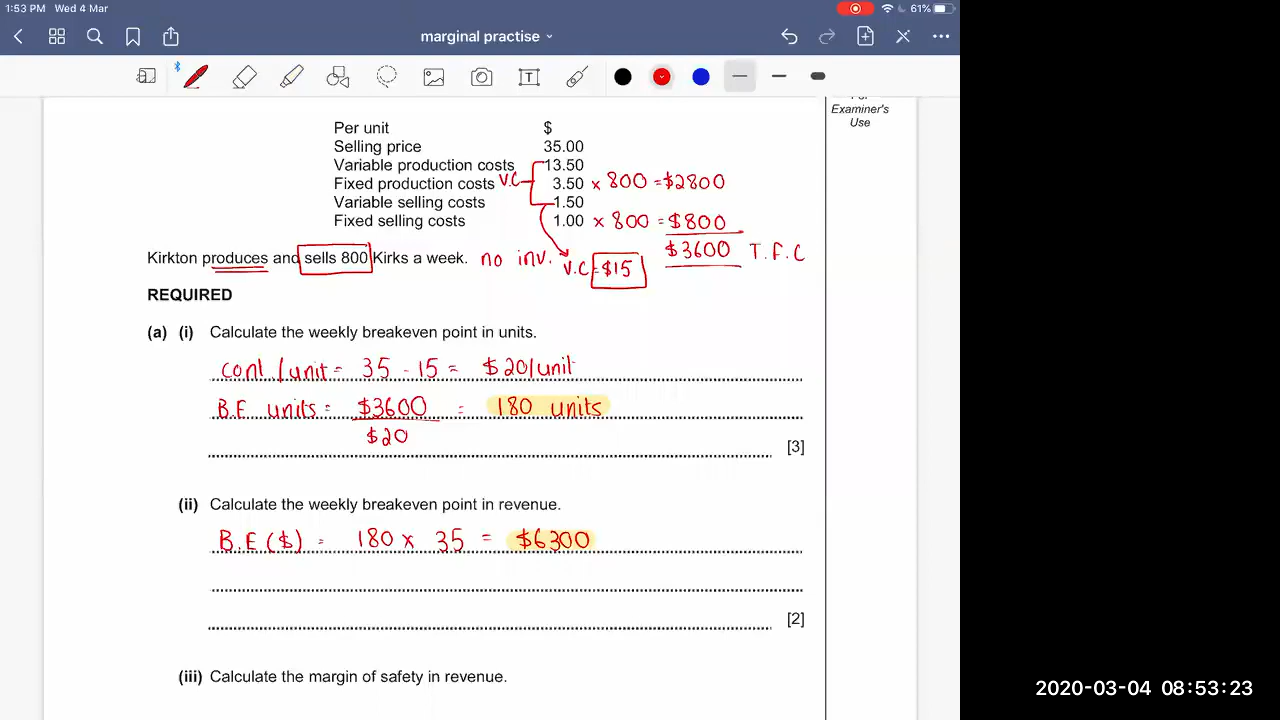 1:53 PM Wed 4 Mar
61%
marginal practise
T
Examiner's
Use
Per unit $
Selling price 35.00
Variable production costs 13.50
Fixed production costs V.C 3.50 × 800 = $2800
Variable selling costs 1.50
Fixed selling costs 1.00 × 800 = $800
$3600 T.F.C
Kirkton produces and sells 800 Kirks a week. no inv. V.C = $15
REQUIRED
(a) (i) Calculate the weekly breakeven point in units.
cont./unit = 35 - 15 = $20/unit
B.E units = $3600 = 180 units
$20
[3]
(ii) Calculate the weekly breakeven point in revenue.
B.E ($) = 180 × 35 = $6300
[2]
(iii) Calculate the margin of safety in revenue.
2020-03-04 08:53:23